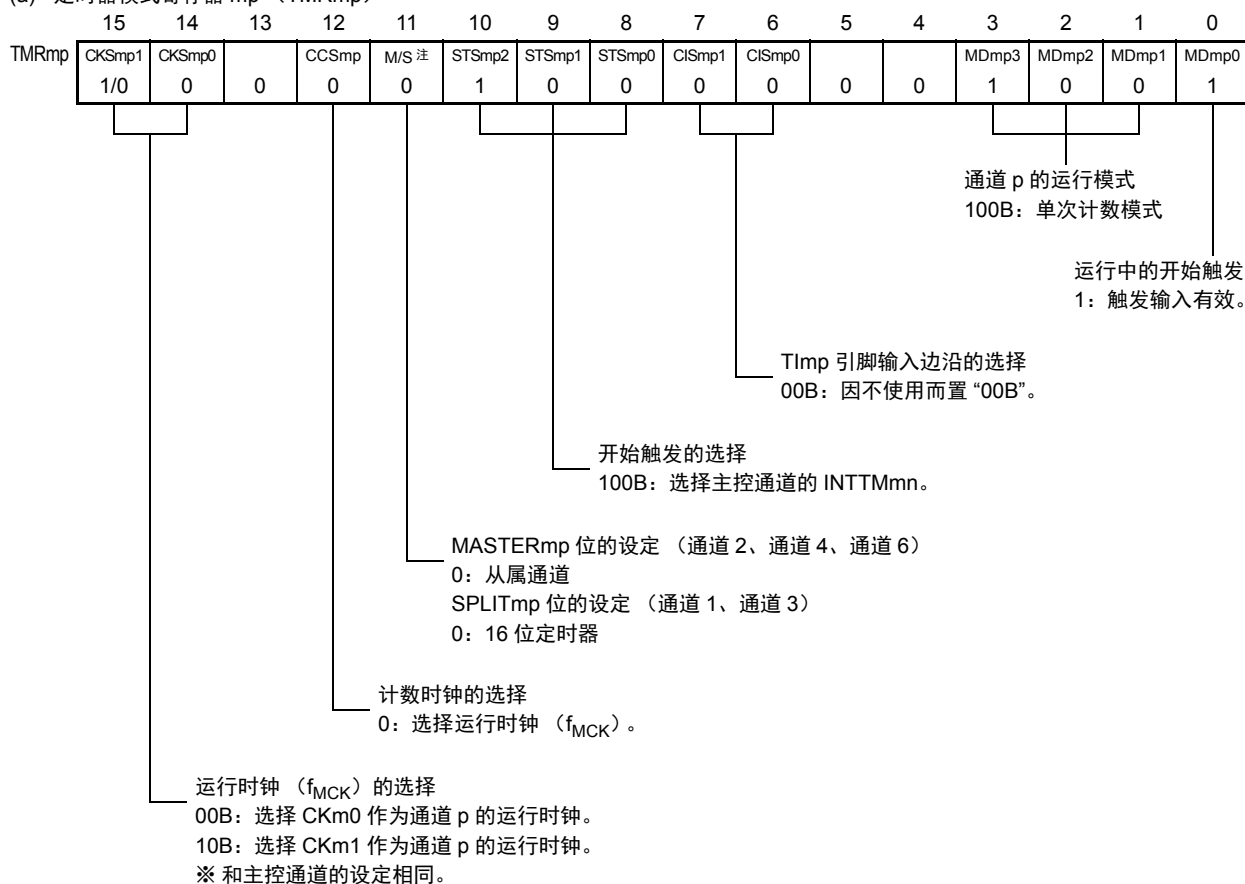 (a) 定时器模式寄存器 mp （TMRmp）
15 14 13 12 11 10 9 8 7 6 5 4 3 2 1 0
TMRmp CKSmp1 CKSmp0 CCSmp M/S 注 STSmp2 STSmp1 STSmp0 CISmp1 CISmp0 MDmp3 MDmp2 MDmp1 MDmp0
1/0 0 0 0 0 1 0 0 0 0 0 0 1 0 0 1
通道 p 的运行模式
100B：单次计数模式
运行中的开始触发
1：触发输入有效。
TImp 引脚输入边沿的选择
00B：因不使用而置 “00B”。
开始触发的选择
100B：选择主控通道的 INTTMmn。
MASTERmp 位的设定 （通道 2、通道 4、通道 6）
0：从属通道
SPLITmp 位的设定 （通道 1、通道 3）
0：16 位定时器
计数时钟的选择
0：选择运行时钟 （fMCK）。
运行时钟 （fMCK）的选择
00B：选择 CKm0 作为通道 p 的运行时钟。
10B：选择 CKm1 作为通道 p 的运行时钟。
※ 和主控通道的设定相同。